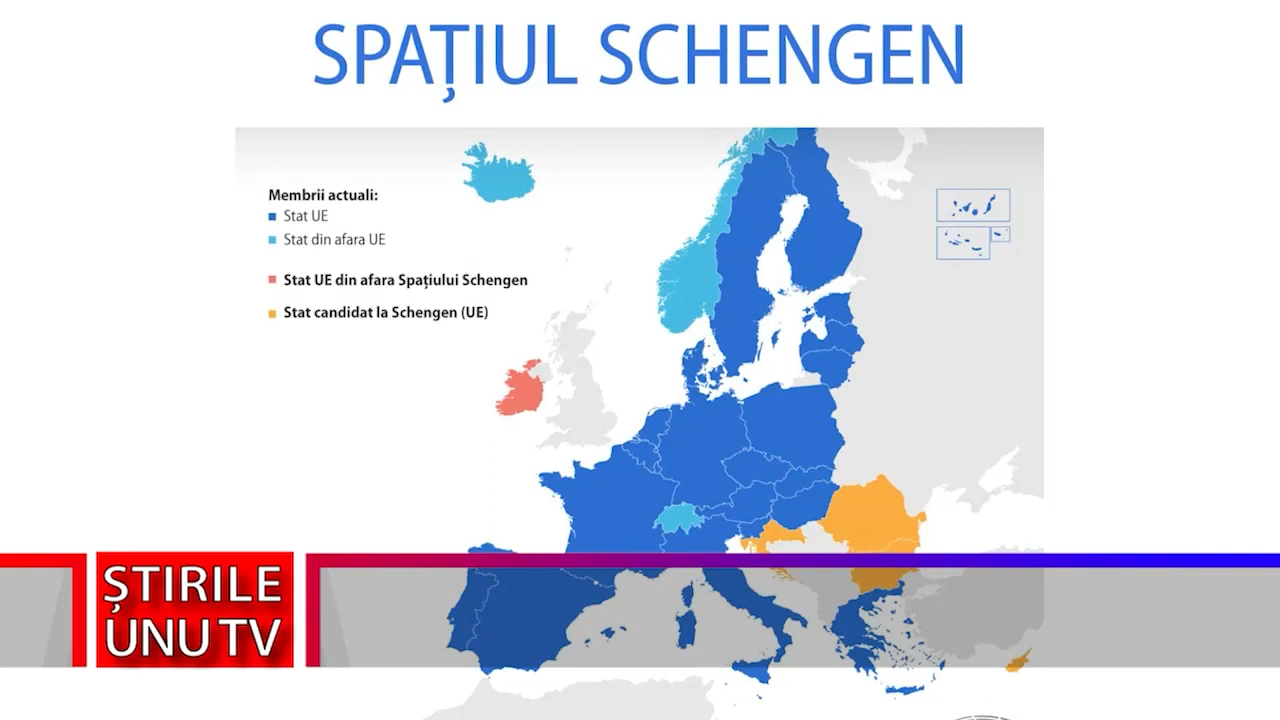 SPAȚIUL SCHENGEN
Membrii actuali:
Stat UE
Stat din afara UE
Stat UE din afara Spațiului Schengen
Stat candidat la Schengen (UE)
ȘTIRILE
UNU TV